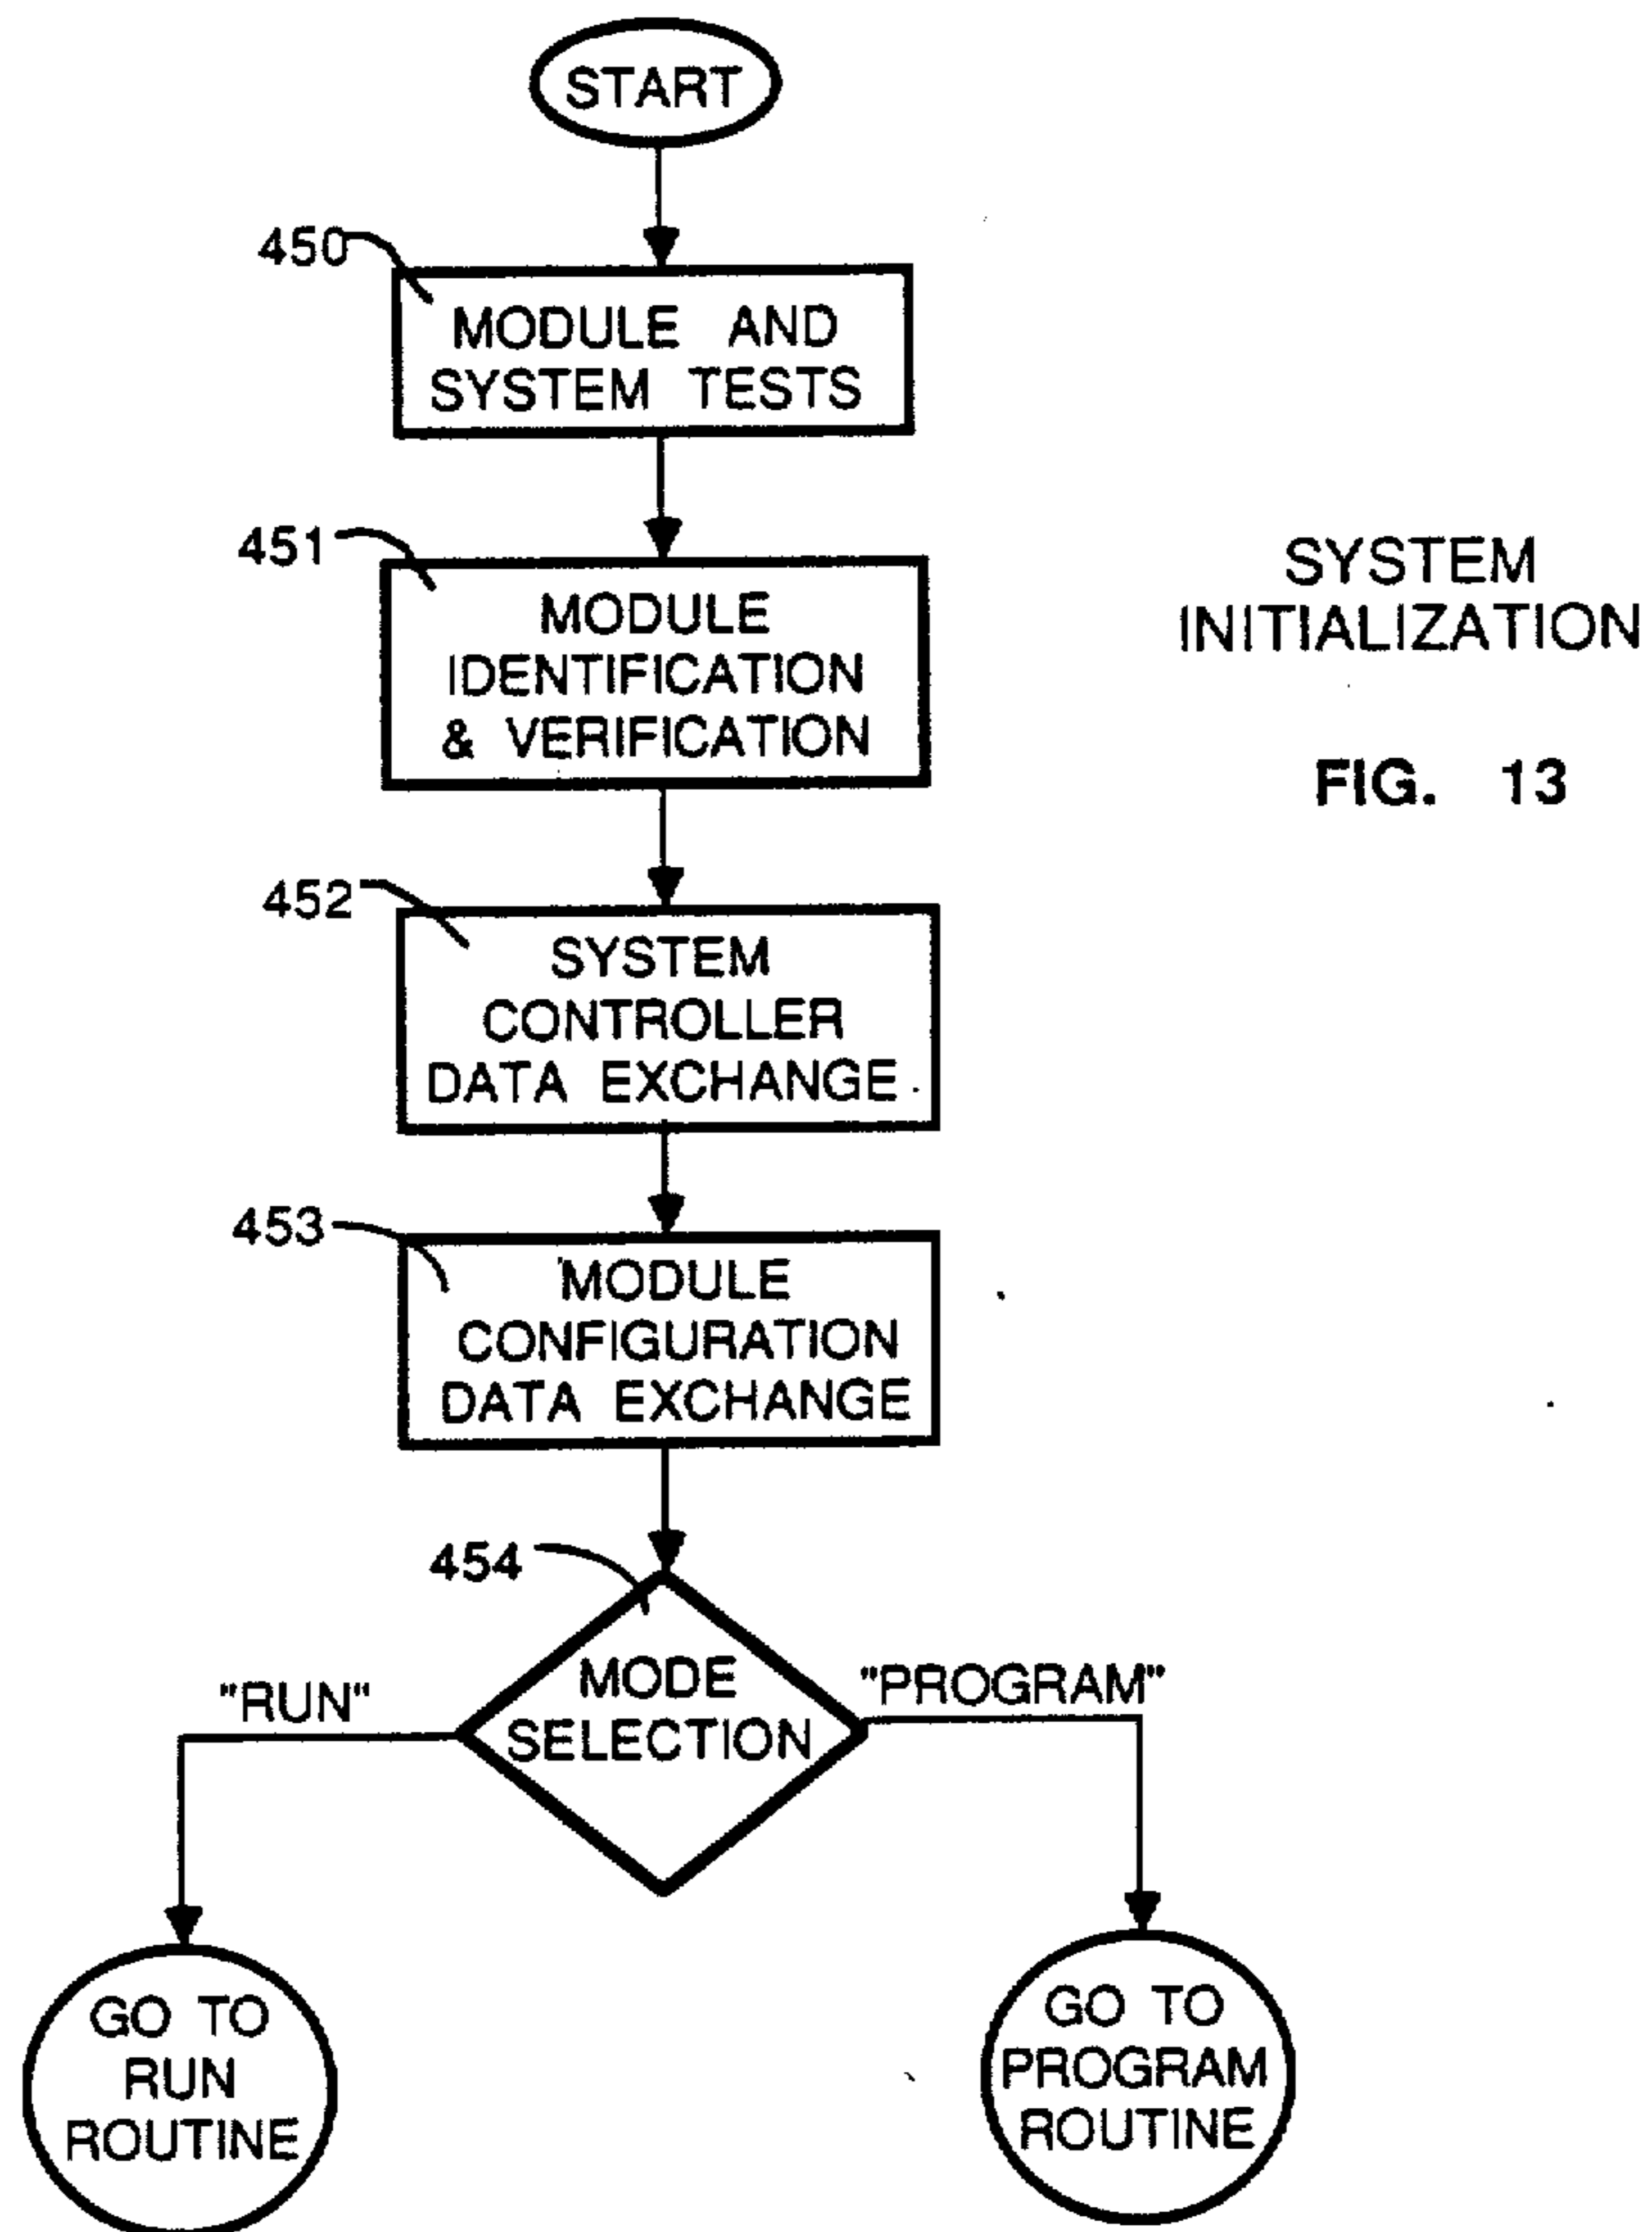 START
450
MODULE AND
SYSTEM TESTS
451
MODULE
IDENTIFICATION
& VERIFICATION
SYSTEM
INITIALIZATION
FIG. 13
452
SYSTEM
CONTROLLER
DATA EXCHANGE
453
MODULE
CONFIGURATION
DATA EXCHANGE
454
MODE
SELECTION
"RUN"
"PROGRAM"
GO TO
RUN
ROUTINE
GO TO
PROGRAM
ROUTINE